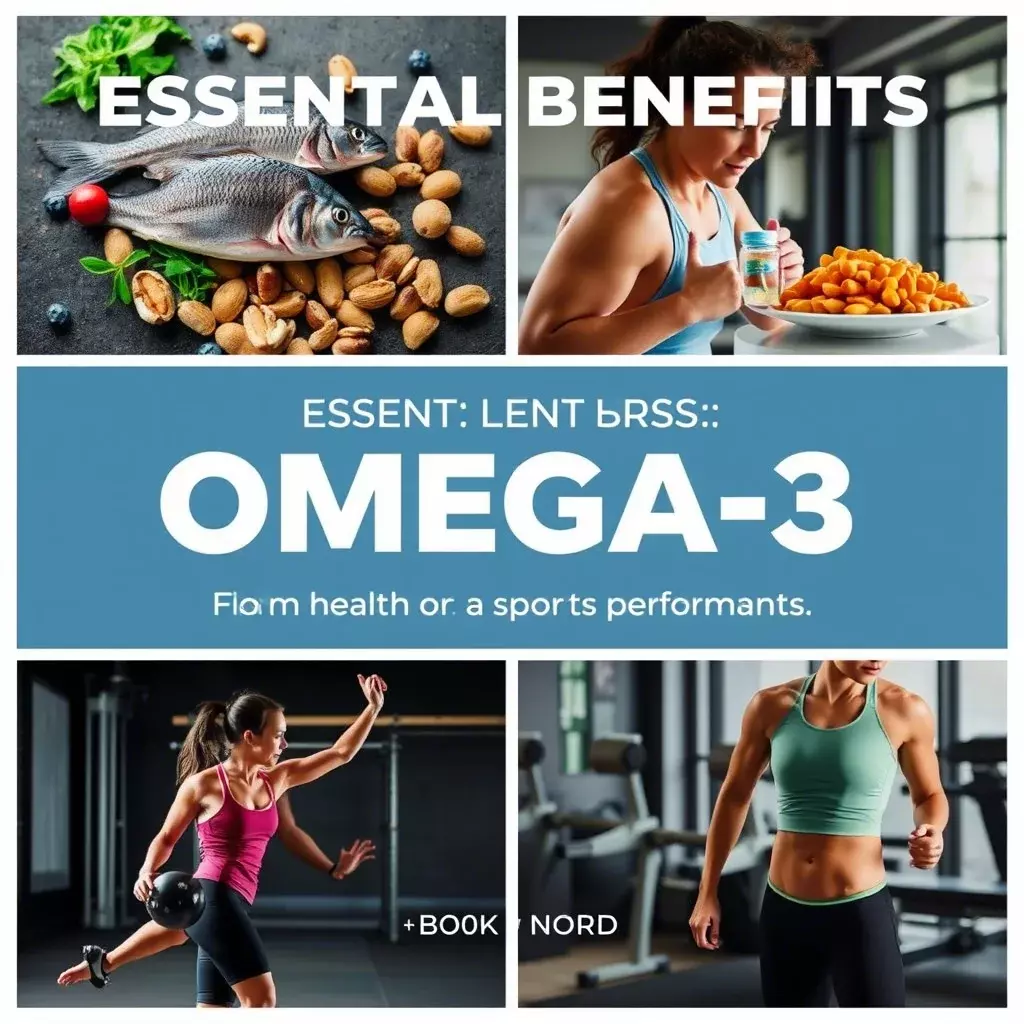 ESSENTAL BENEFIITS
ESSENT: LENT ЬRSS::
OMEGA-3
health or a sports performants.
+BOOK NORD